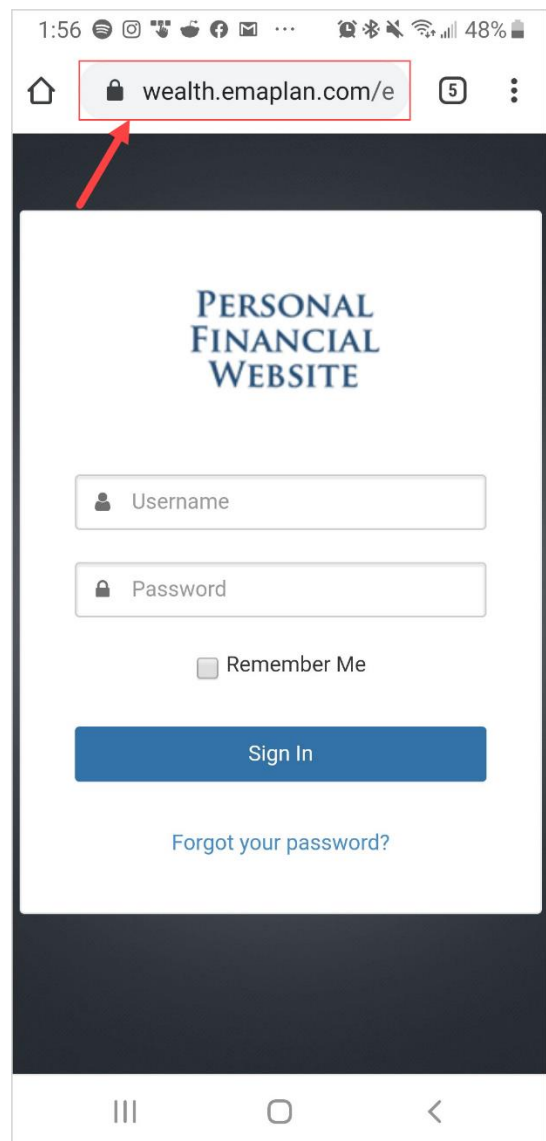 1:56 48%
wealth.emaplan.com/e 5
PERSONAL
FINANCIAL
WEBSITE
Username
Password
Remember Me
Sign In
Forgot your password?